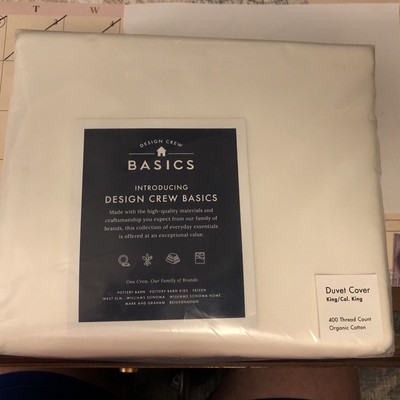 T W
DESIGN CREW
BASICS
INTRODUCING
DESIGN CREW BASICS
Made with the high-quality materials and
craftsmanship you expect from our family of
brands, this collection of everyday essentials
is offered at an exceptional value.
One Crew. Our Family of Brands
POTTERY BARN · POTTERY BARN KIDS · PBTEEN
WEST ELM · WILLIAMS SONOMA · WILLIAMS SONOMA HOME
MARK AND GRAHAM · REJUVENATION
Duvet Cover
King/Cal. King
400 Thread Count
Organic Cotton